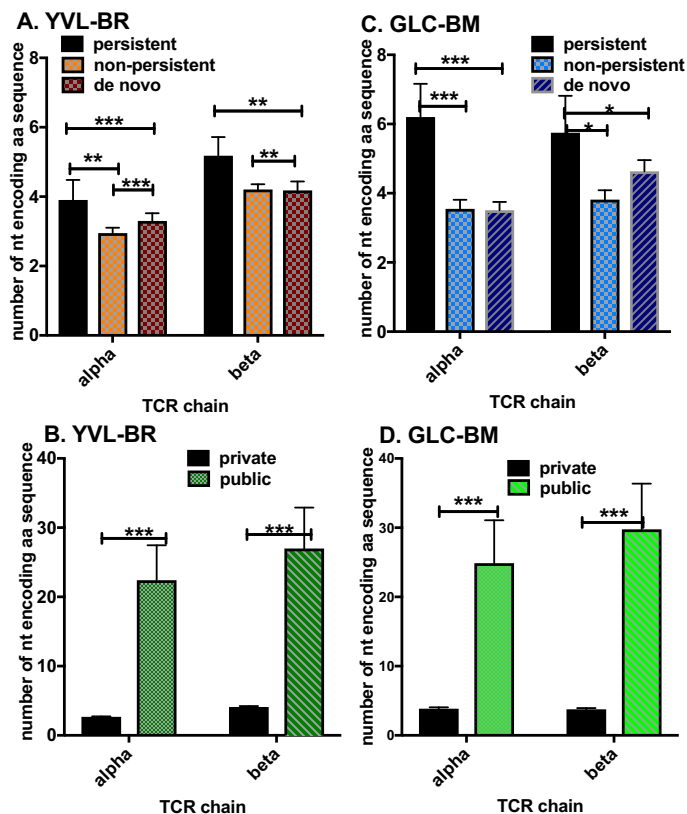 A. YVL-BR
persistent
non-persistent
de novo
number of nt encoding aa sequence
8
6
4
2
0
***
**
***
**
**
alpha
beta
TCR chain
C. GLC-BM
persistent
non-persistent
de novo
number of nt encoding aa sequence
8
6
4
2
0
***
***
*
*
alpha
beta
TCR chain
B. YVL-BR
private
public
number of nt encoding aa sequence
40
30
20
10
0
***
***
alpha
beta
TCR chain
D. GLC-BM
private
public
number of nt encoding aa sequence
40
30
20
10
0
***
***
alpha
beta
TCR chain